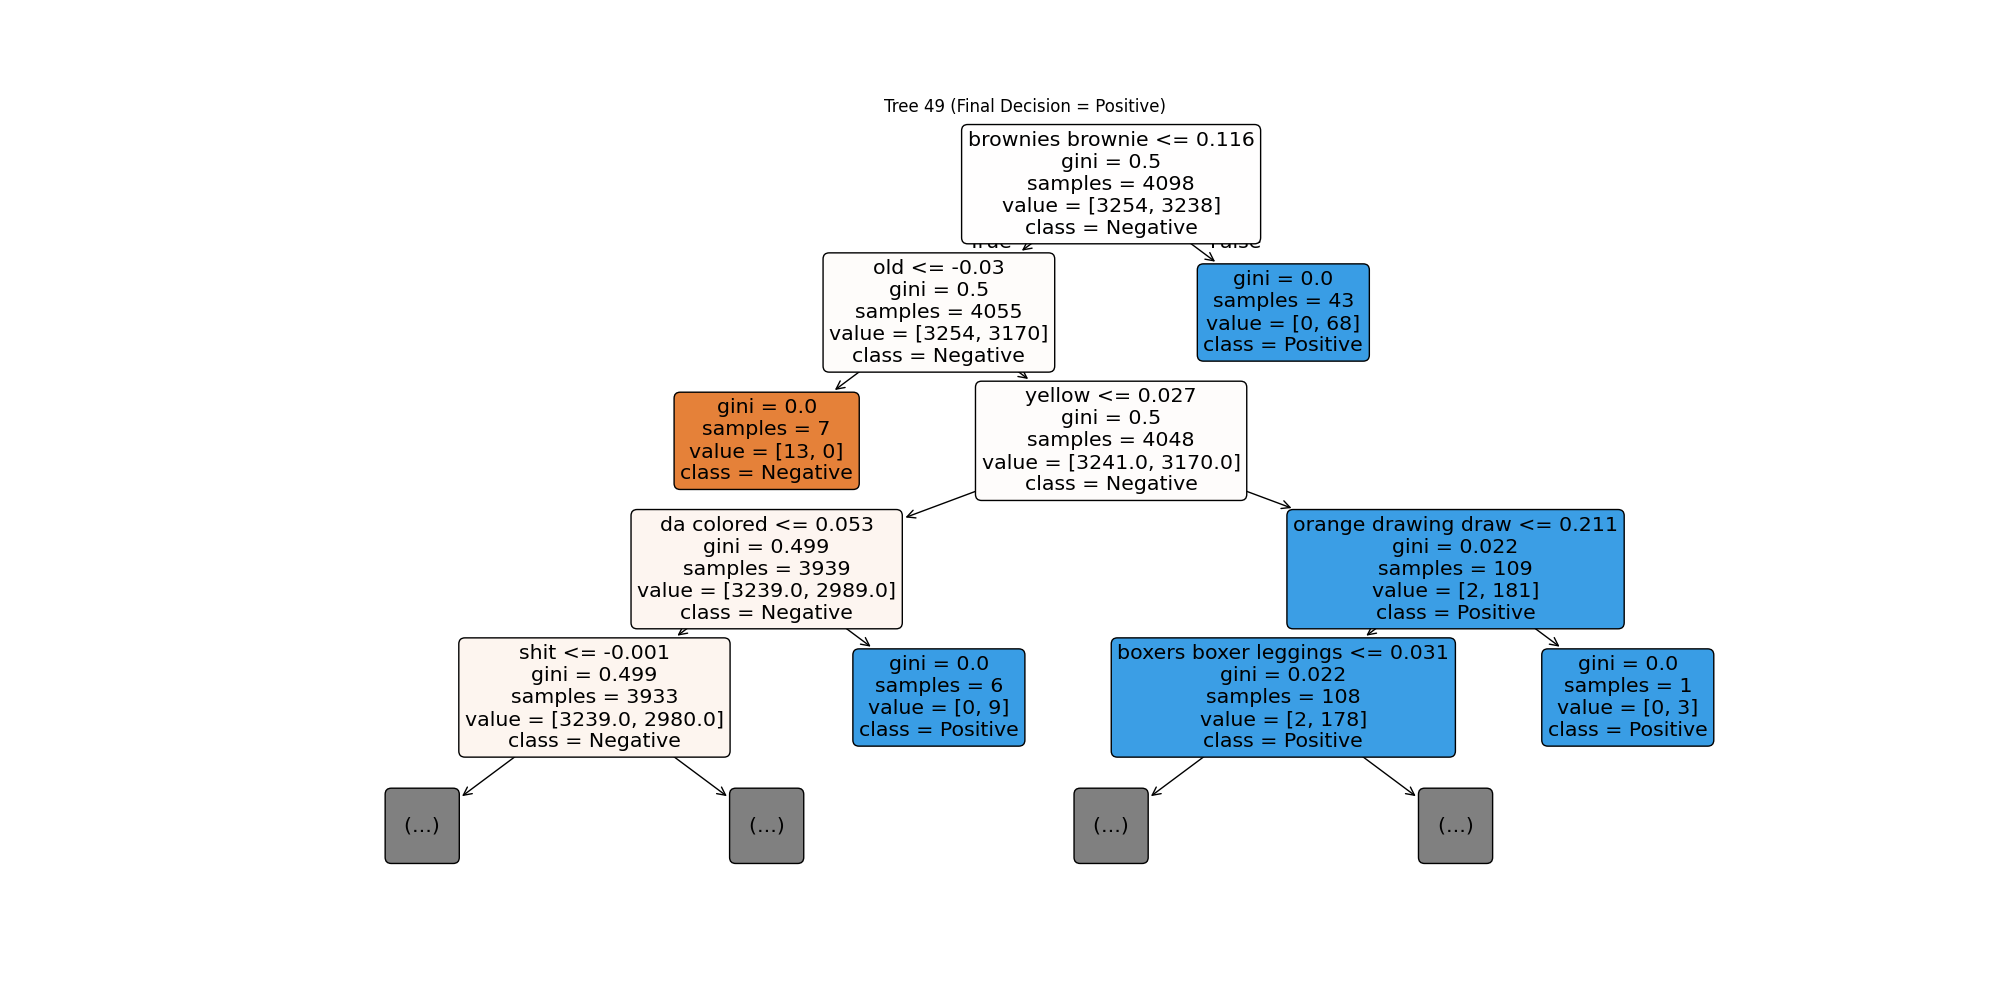 Tree 49 (Final Decision = Positive)
brownies brownie <= 0.116
gini = 0.5
samples = 4098
value = [3254, 3238]
class = Negative
True
False
old <= -0.03
gini = 0.5
samples = 4055
value = [3254, 3170]
class = Negative
gini = 0.0
samples = 43
value = [0, 68]
class = Positive
gini = 0.0
samples = 7
value = [13, 0]
class = Negative
yellow <= 0.027
gini = 0.5
samples = 4048
value = [3241.0, 3170.0]
class = Negative
da colored <= 0.053
gini = 0.499
samples = 3939
value = [3239.0, 2989.0]
class = Negative
orange drawing draw <= 0.211
gini = 0.022
samples = 109
value = [2, 181]
class = Positive
shit <= -0.001
gini = 0.499
samples = 3933
value = [3239.0, 2980.0]
class = Negative
gini = 0.0
samples = 6
value = [0, 9]
class = Positive
boxers boxer leggings <= 0.031
gini = 0.022
samples = 108
value = [2, 178]
class = Positive
gini = 0.0
samples = 1
value = [0, 3]
class = Positive
(...)
(...)
(...)
(...)